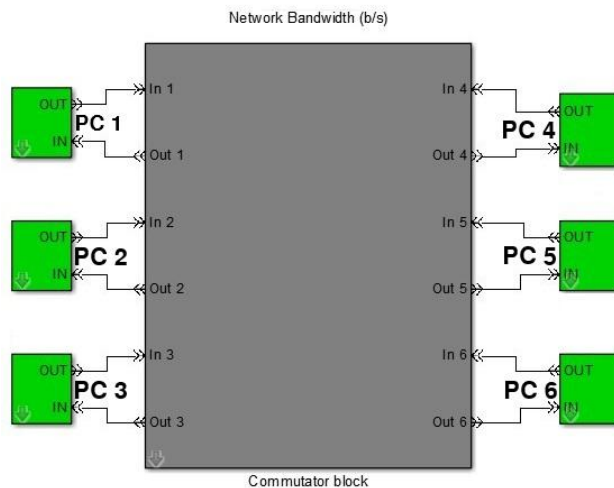 Network Bandwidth (b/s)
OUT
PC 1
IN
In 1
Out 1
In 4
Out 4
OUT
PC 4
IN
OUT
PC 2
IN
In 2
Out 2
In 5
Out 5
OUT
PC 5
IN
OUT
PC 3
IN
In 3
Out 3
In 6
Out 6
OUT
PC 6
IN
Commutator block